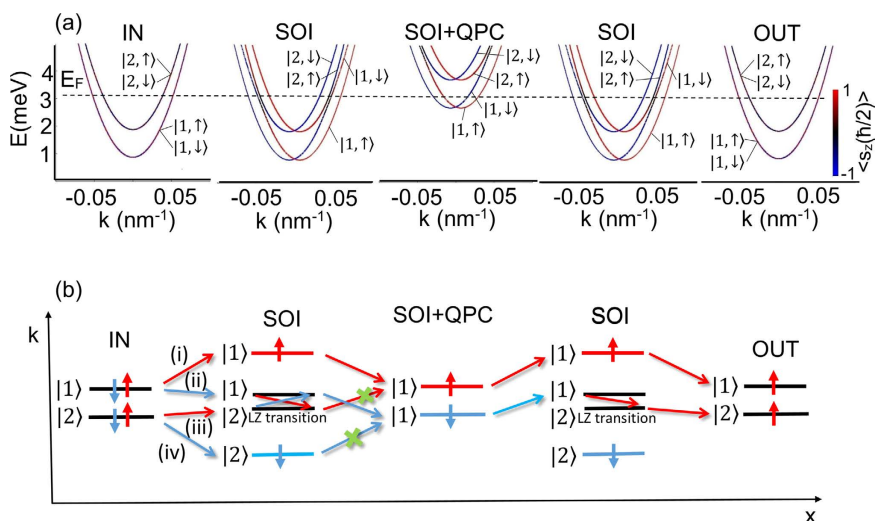 (a)
IN
SOI
SOI+QPC
SOI
OUT
E(meV)
4
3
2
1
E_F
|2,↑⟩
|2,↓⟩
|1,↑⟩
|1,↓⟩
|2,↓⟩
|2,↑⟩
|1,↓⟩
|1,↑⟩
|2,↓⟩
|2,↑⟩
|1,↓⟩
|1,↑⟩
|2,↓⟩
|2,↑⟩
|1,↓⟩
|1,↑⟩
|2,↑⟩
|2,↓⟩
|1,↑⟩
|1,↓⟩
1
-1
<s_z(ħ/2)>
-0.05 0.05
k (nm⁻¹)
-0.05 0.05
k (nm⁻¹)
-0.05 0.05
k (nm⁻¹)
-0.05 0.05
k (nm⁻¹)
-0.05 0.05
k (nm⁻¹)
(b)
k
IN
SOI
SOI+QPC
SOI
OUT
|1⟩
|2⟩
(i)
(ii)
(iii)
(iv)
|1⟩
|1⟩
|2⟩
LZ transition
|2⟩
|1⟩
|1⟩
|1⟩
|1⟩
|2⟩
LZ transition
|2⟩
|1⟩
|2⟩
x